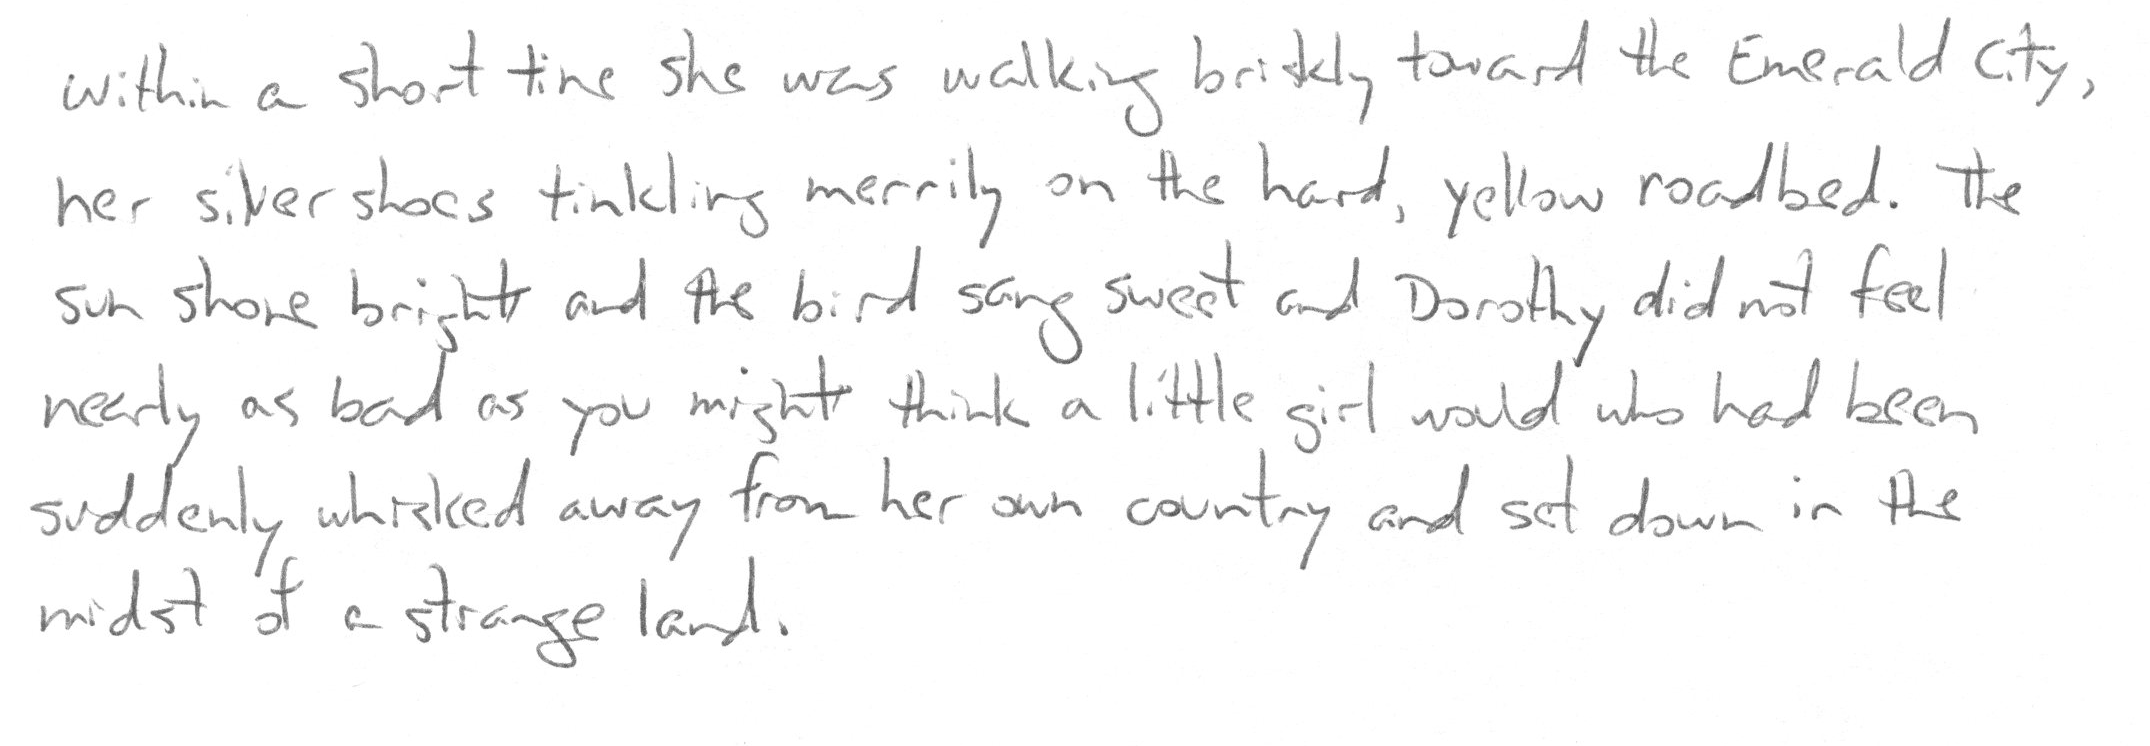 within a short time she was walking briskly toward the Emerald City,
her silver shoes tinkling merrily on the hard, yellow roadbed. The
sun shone bright and the bird sang sweet and Dorothy did not feel
nearly as bad as you might think a little girl would who had been
suddenly whisked away from her own country and set down in the
midst of a strange land.